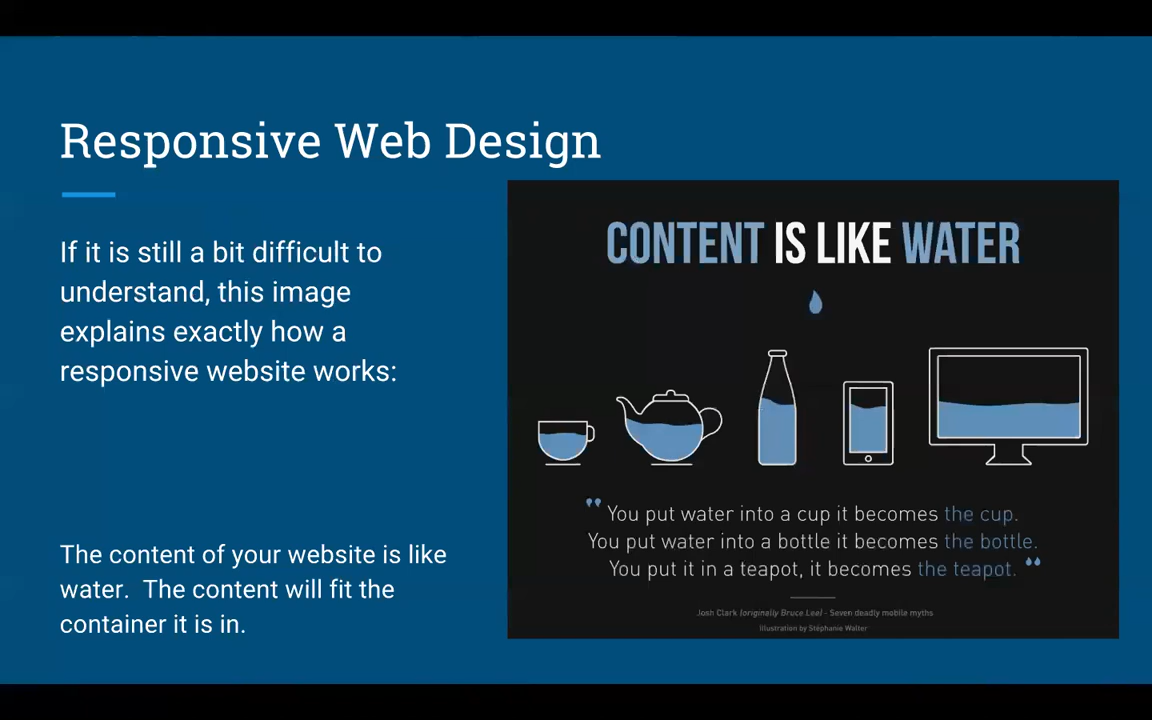 Responsive Web Design
If it is still a bit difficult to
understand, this image
explains exactly how a
responsive website works:
The content of your website is like
water.  The content will fit the
container it is in.
CONTENT IS LIKE WATER
"You put water into a cup it becomes the cup.
You put water into a bottle it becomes the bottle.
You put it in a teapot, it becomes the teapot."
Josh Clark (originally Bruce Lee) - Seven deadly mobile myths
Illustration by Stéphanie Walter